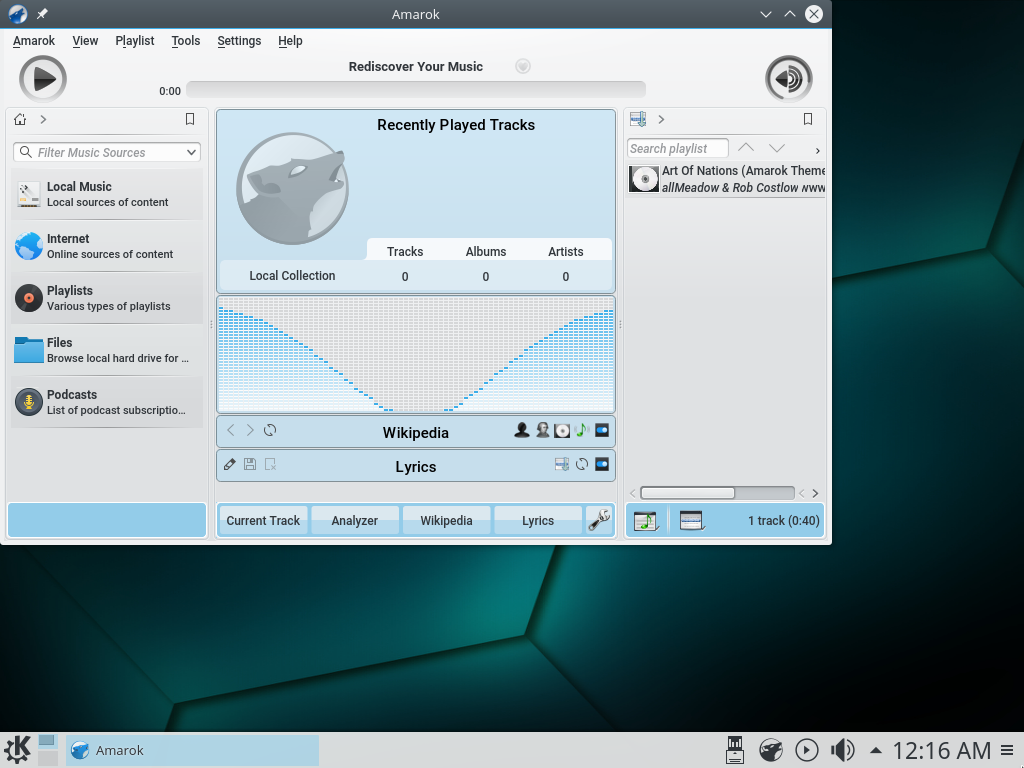 Amarok
Amarok View Playlist Tools Settings Help
Rediscover Your Music
0:00
Filter Music Sources
Local Music
Local sources of content
Internet
Online sources of content
Playlists
Various types of playlists
Files
Browse local hard drive for ...
Podcasts
List of podcast subscriptio...
Recently Played Tracks
Tracks Albums Artists
Local Collection 0 0 0
Wikipedia
Lyrics
Current Track Analyzer Wikipedia Lyrics
Search playlist
Art Of Nations (Amarok Theme
allMeadow & Rob Costlow
1 track (0:40)
Amarok
12:16 AM